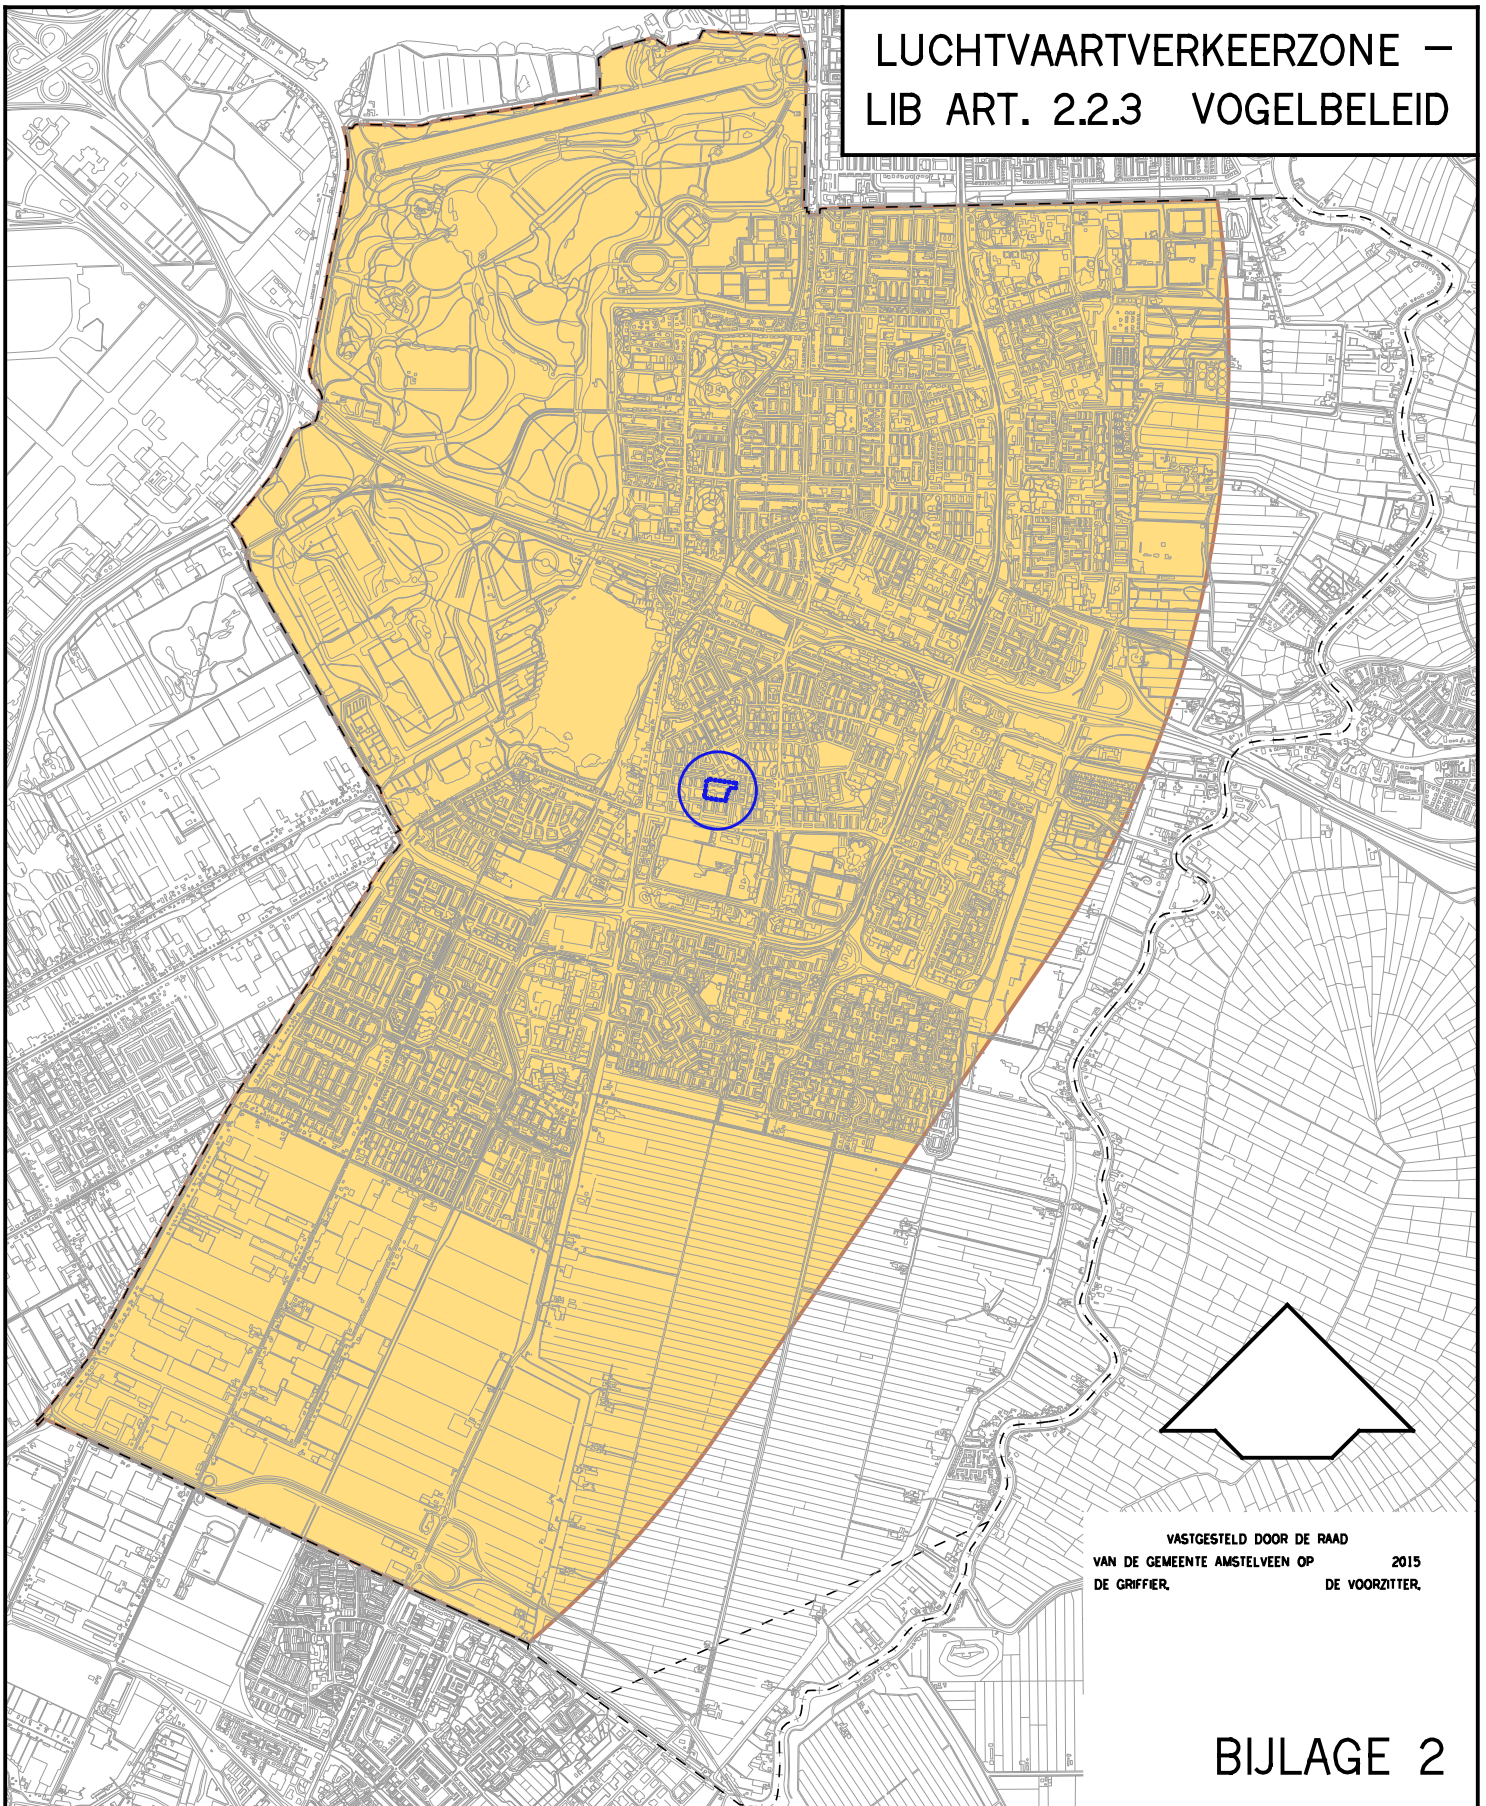 LUCHTVAARTVERKEERZONE –
LIB ART. 2.2.3 VOGELBELEID
VASTGESTELD DOOR DE RAAD
VAN DE GEMEENTE AMSTELVEEN OP 2015
DE GRIFFIER, DE VOORZITTER,
BIJLAGE 2